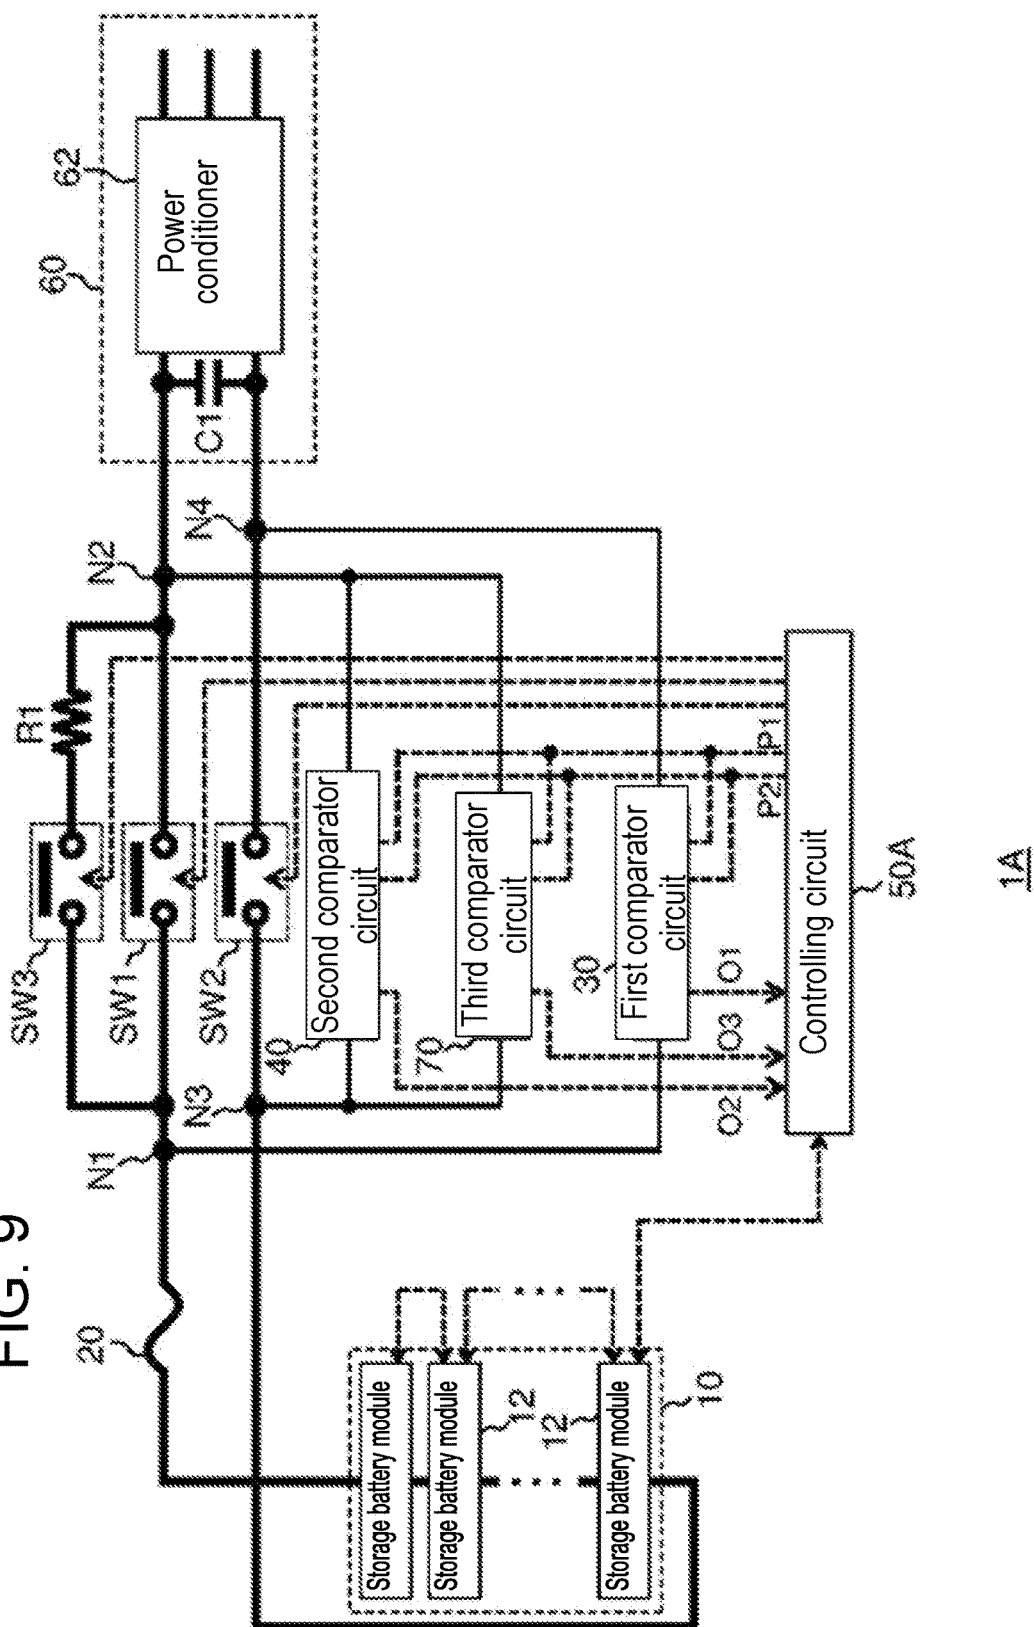 FIG. 9
1A
60
62
Power
conditioner
C1
N2
N4
R1
SW3
SW1
SW2
N1
N3
20
40
Second comparator
circuit
70
Third comparator
circuit
30
First comparator
circuit
P1
P2
O1
O3
O2
Controlling circuit
50A
Storage battery module
Storage battery module
12
12
Storage battery module
10